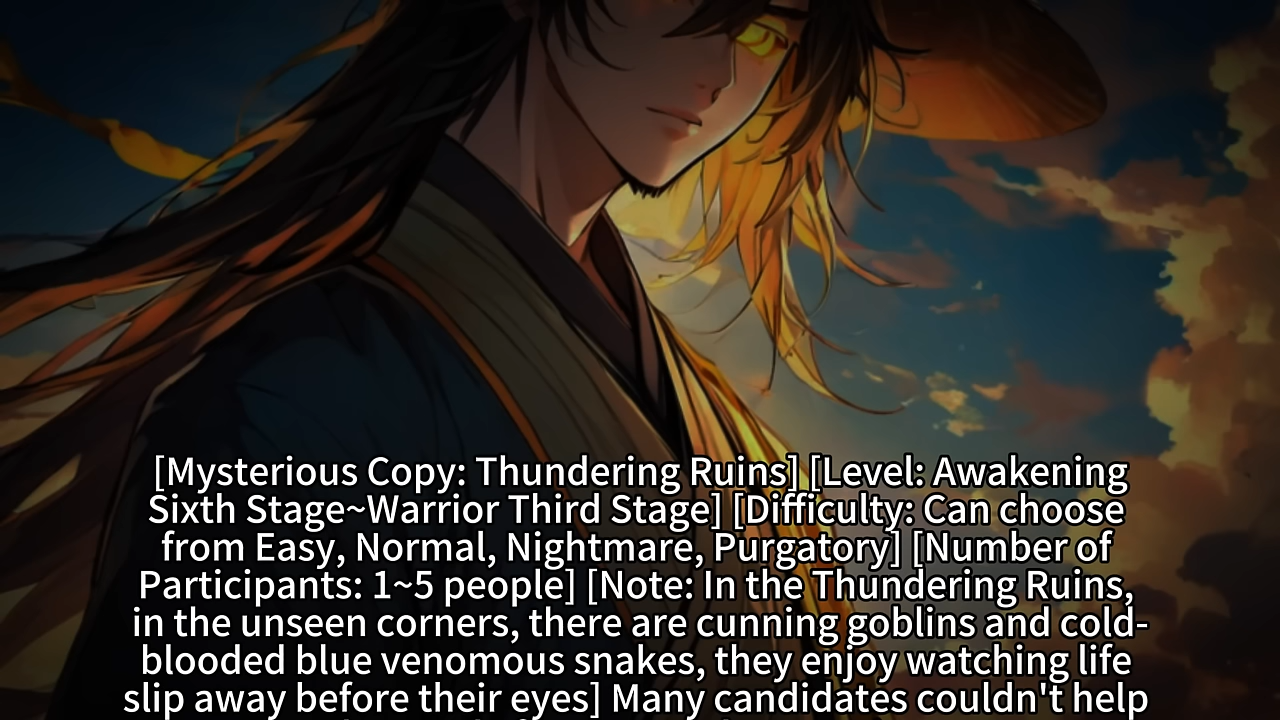 [Mysterious Copy: Thundering Ruins] [Level: Awakening
Sixth Stage~Warrior Third Stage] [Difficulty: Can choose
from Easy, Normal, Nightmare, Purgatory] [Number of
Participants: 1~5 people] [Note: In the Thundering Ruins,
in the unseen corners, there are cunning goblins and cold-
blooded blue venomous snakes, they enjoy watching life
slip away before their eyes] Many candidates couldn't help